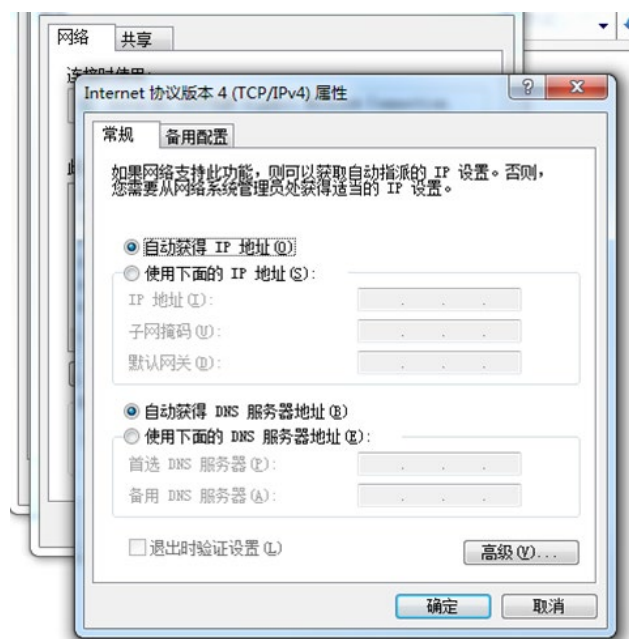 网络 共享
连接时使用:
Internet 协议版本 4 (TCP/IPv4) 属性
常规 备用配置
如果网络支持此功能，则可以获取自动指派的 IP 设置。否则，
您需要从网络系统管理员处获得适当的 IP 设置。
自动获得 IP 地址(O)
使用下面的 IP 地址(S):
IP 地址(I):
子网掩码(U):
默认网关(D):
自动获得 DNS 服务器地址(B)
使用下面的 DNS 服务器地址(E):
首选 DNS 服务器(P):
备用 DNS 服务器(A):
退出时验证设置(L)
高级(V)...
确定 取消